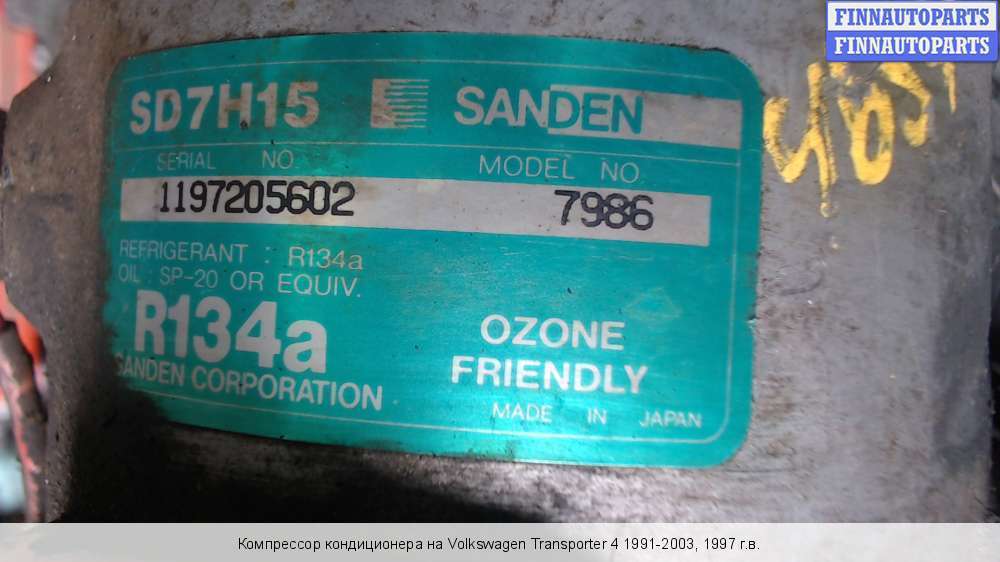 FINNAUTOPARTS
FINNAUTOPARTS
SD7H15 SANDEN
SERIAL NO. MODEL NO.
1197205602 7986
REFRIGERANT : R134a
OIL : SP-20 OR EQUIV.
R134a
OZONE
FRIENDLY
SANDEN CORPORATION
MADE IN JAPAN
Компрессор кондиционера на Volkswagen Transporter 4 1991-2003, 1997 г.в.